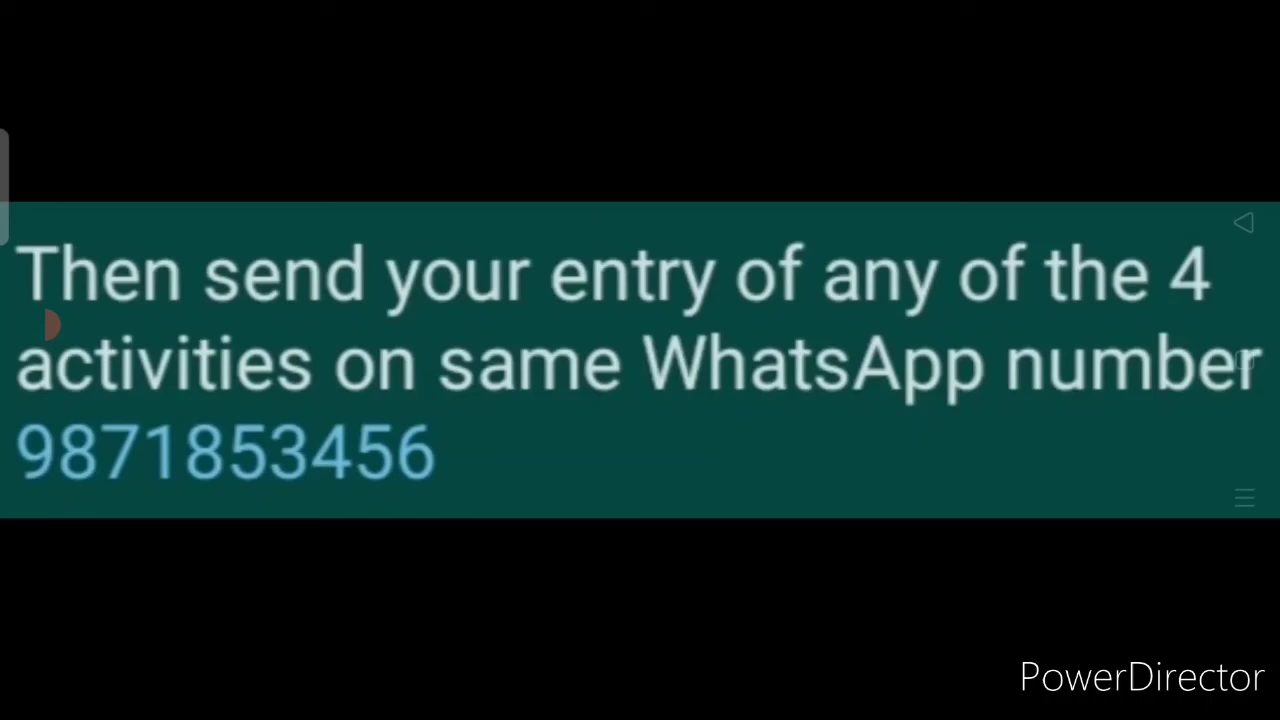 Then send your entry of any of the 4
activities on same WhatsApp number
9871853456
PowerDirector